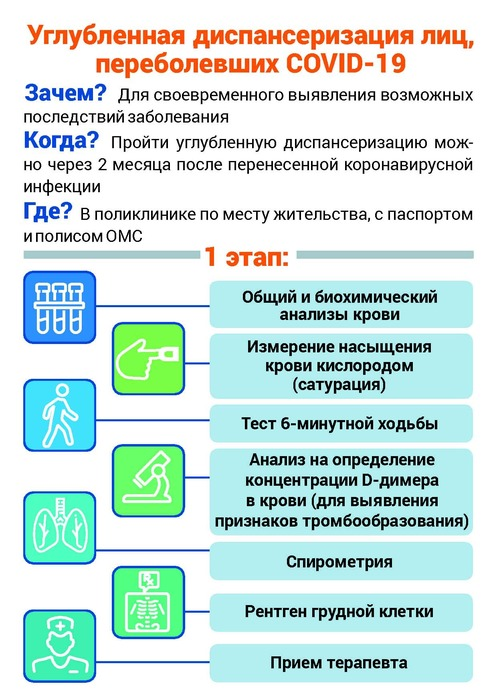 Углубленная диспансеризация лиц,
переболевших COVID-19
Зачем? Для своевременного выявления возможных
последствий заболевания
Когда? Пройти углубленную диспансеризацию мож-
но через 2 месяца после перенесенной коронавирусной
инфекции
Где? В поликлинике по месту жительства, с паспортом
и полисом ОМС
1 этап:
Общий и биохимический
анализы крови
Измерение насыщения
крови кислородом
(сатурация)
Тест 6-минутной ходьбы
Анализ на определение
концентрации D-димера
в крови (для выявления
признаков тромбообразования)
Спирометрия
Rx
Рентген грудной клетки
Прием терапевта